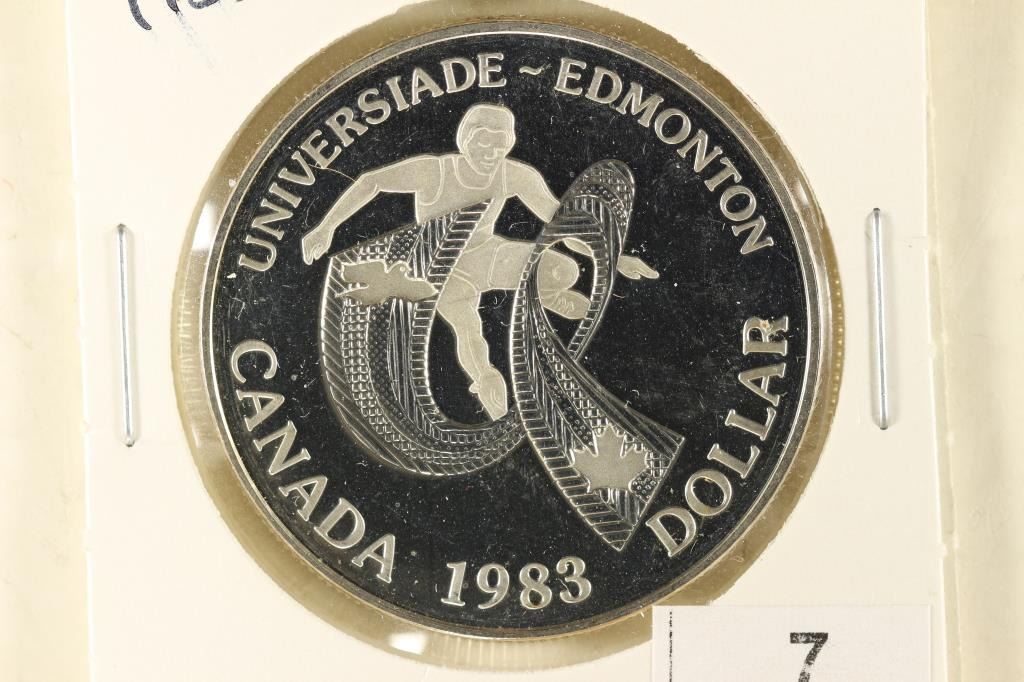 UNIVERSIADE ~ EDMONTON
CANADA 1983 DOLLAR
7